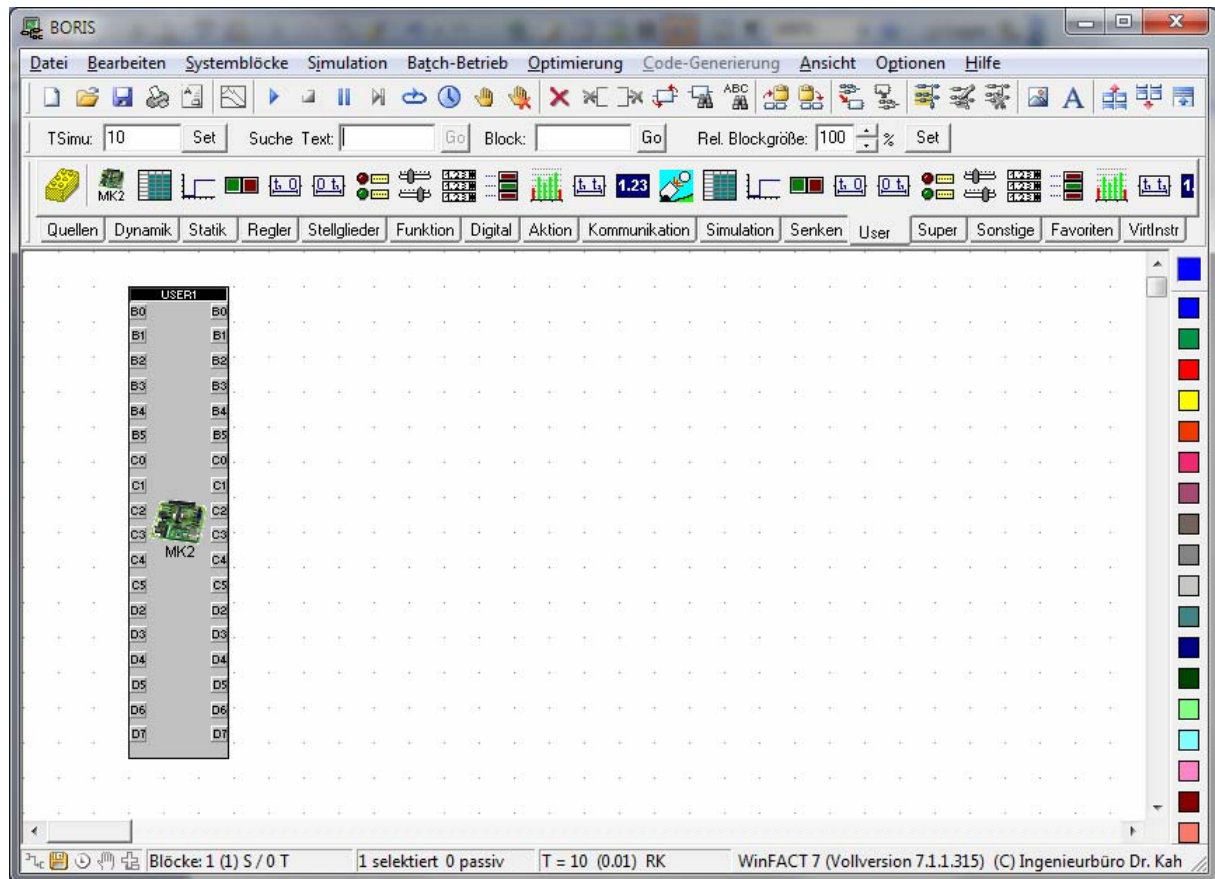 BORIS
Datei Bearbeiten Systemblöcke Simulation Batch-Betrieb Optimierung Code-Generierung Ansicht Optionen Hilfe
ABC A
TSimu: 10 Set Suche Text: Go Block: Go Rel. Blockgröße: 100 % Set
MK2 1.23
Quellen Dynamik Statik Regler Stellglieder Funktion Digital Aktion Kommunikation Simulation Senken User Super Sonstige Favoriten VirtInstr
USER1
B0 B0
B1 B1
B2 B2
B3 B3
B4 B4
B5 B5
C0 C0
C1 C1
C2 C2
C3 C3
MK2
C4 C4
C5 C5
D2 D2
D3 D3
D4 D4
D5 D5
D6 D6
D7 D7
Blöcke: 1 (1) S / 0 T 1 selektiert 0 passiv T = 10 (0.01) RK WinFACT 7 (Vollversion 7.1.1.315) (C) Ingenieurbüro Dr. Kah